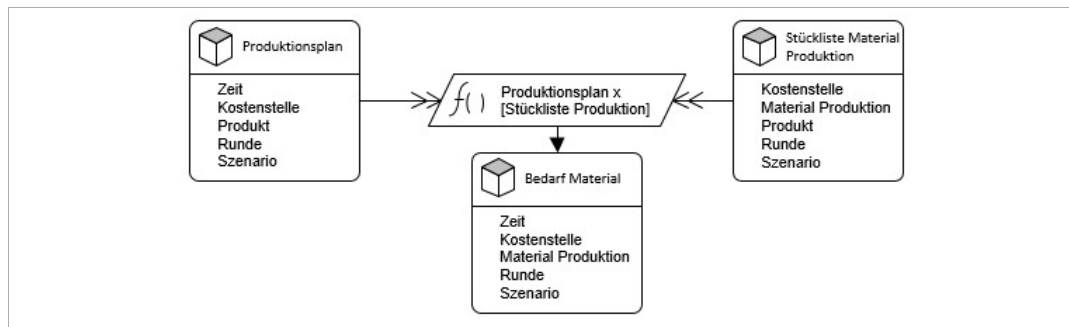 Produktionsplan
Zeit
Kostenstelle
Produkt
Runde
Szenario
f()
Produktionsplan x
[Stückliste Produktion]
Stückliste Material
Produktion
Kostenstelle
Material Produktion
Produkt
Runde
Szenario
Bedarf Material
Zeit
Kostenstelle
Material Produktion
Runde
Szenario